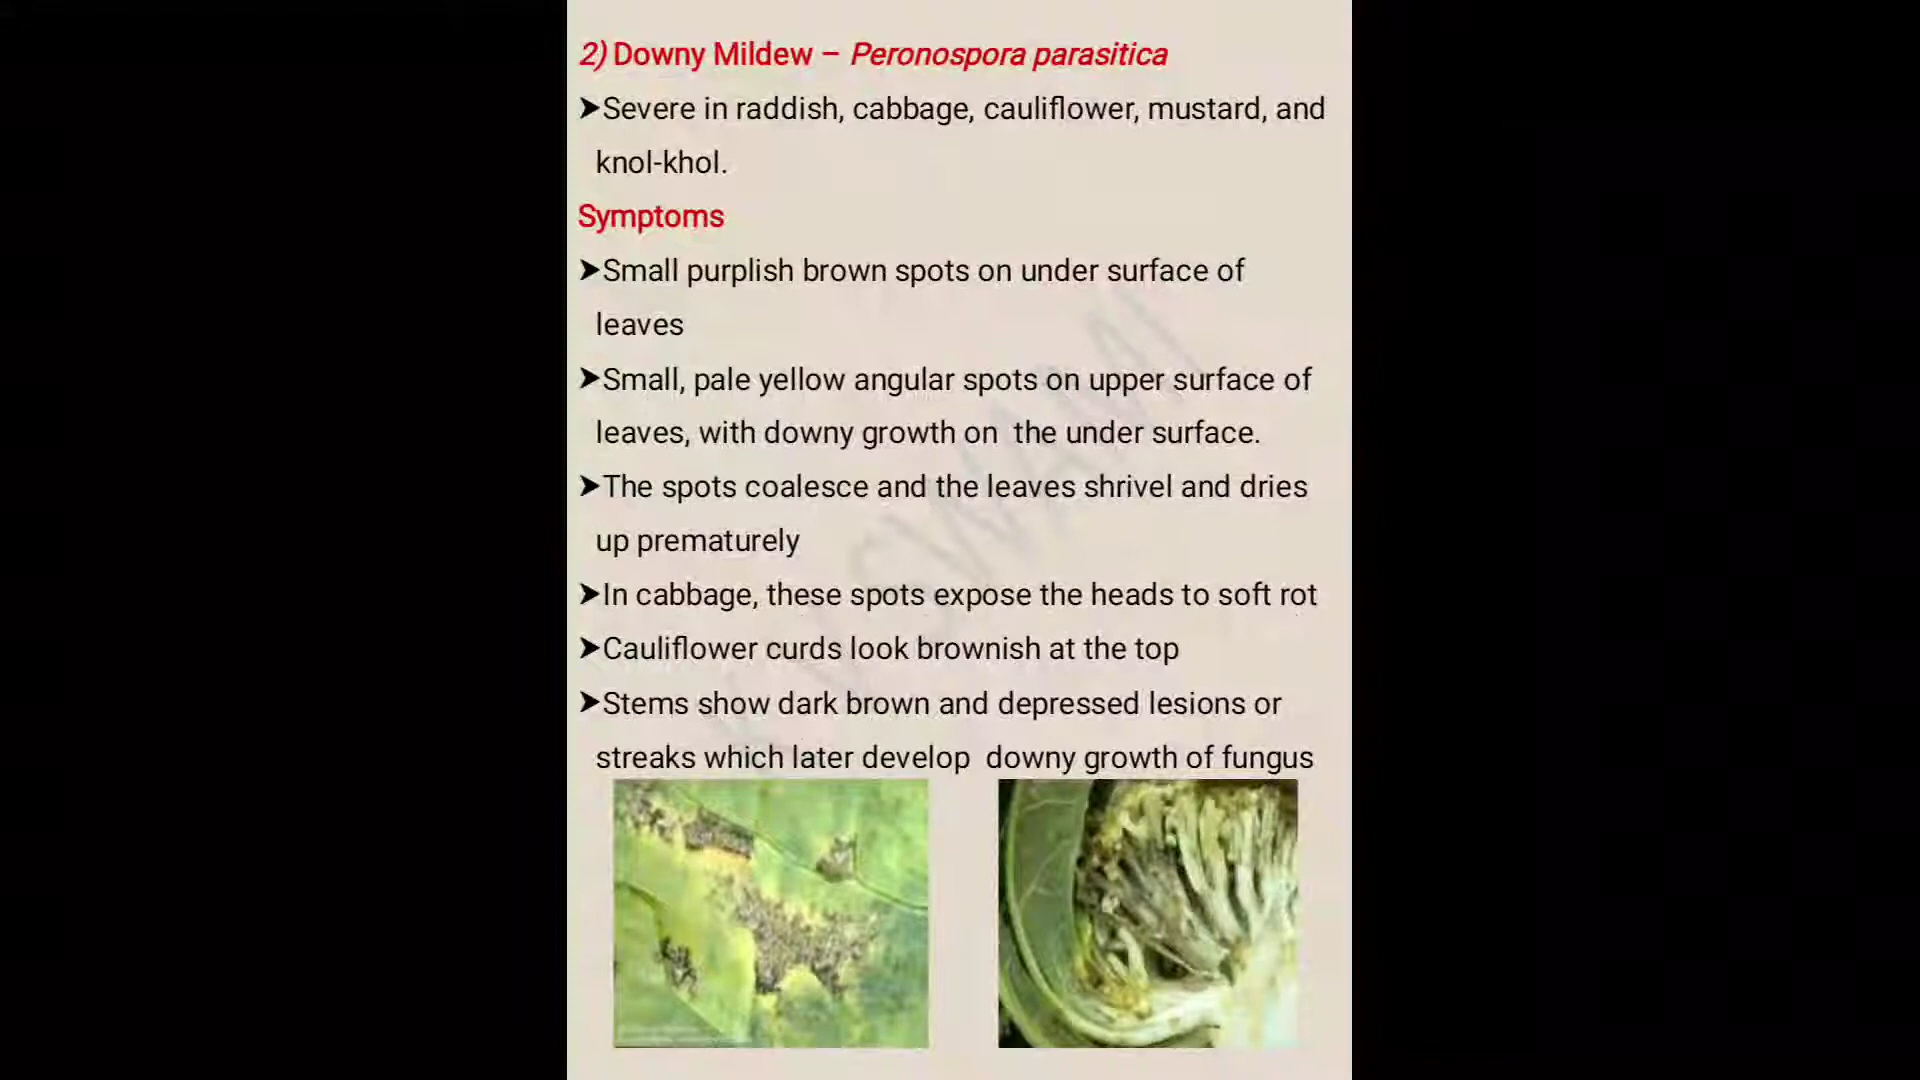 2) Downy Mildew – Peronospora parasitica
➤Severe in raddish, cabbage, cauliflower, mustard, and
knol-khol.
Symptoms
➤Small purplish brown spots on under surface of
leaves
➤Small, pale yellow angular spots on upper surface of
leaves, with downy growth on  the under surface.
➤The spots coalesce and the leaves shrivel and dries
up prematurely
➤In cabbage, these spots expose the heads to soft rot
➤Cauliflower curds look brownish at the top
➤Stems show dark brown and depressed lesions or
streaks which later develop  downy growth of fungus